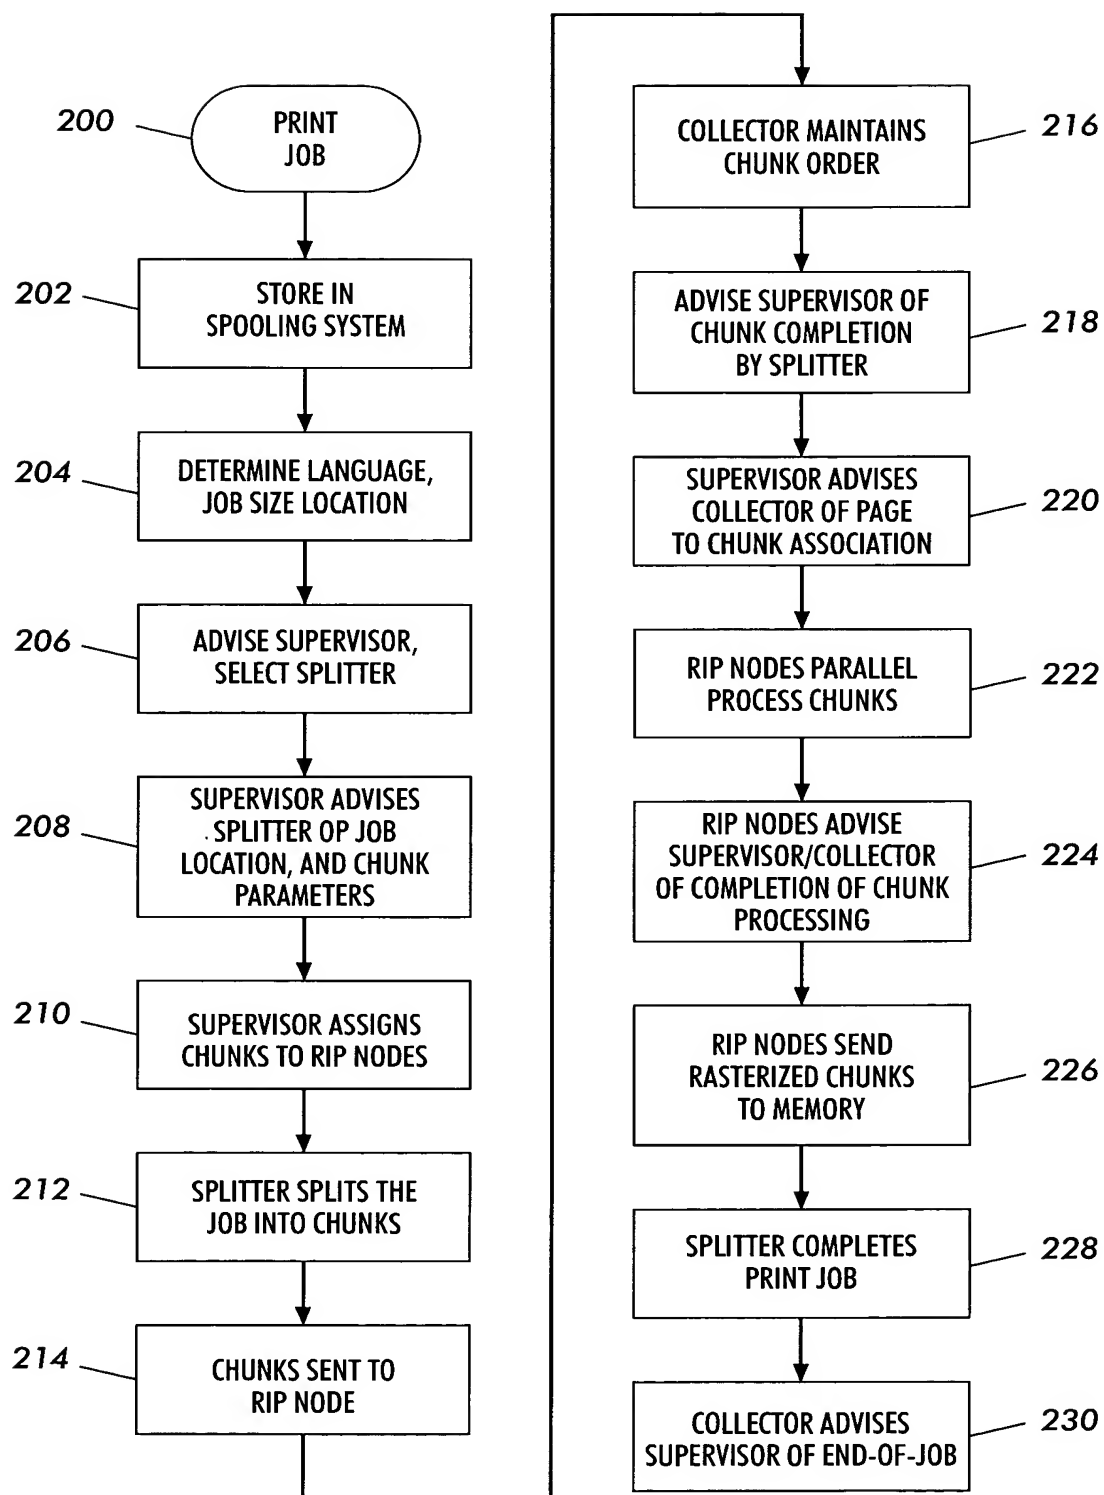 200
PRINT
JOB
202
STORE IN
SPOOLING SYSTEM
204
DETERMINE LANGUAGE,
JOB SIZE LOCATION
206
ADVISE SUPERVISOR,
SELECT SPLITTER
208
SUPERVISOR ADVISES
SPLITTER OP JOB
LOCATION, AND CHUNK
PARAMETERS
210
SUPERVISOR ASSIGNS
CHUNKS TO RIP NODES
212
SPLITTER SPLITS THE
JOB INTO CHUNKS
214
CHUNKS SENT TO
RIP NODE
COLLECTOR MAINTAINS
CHUNK ORDER
216
ADVISE SUPERVISOR OF
CHUNK COMPLETION
BY SPLITTER
218
SUPERVISOR ADVISES
COLLECTOR OF PAGE
TO CHUNK ASSOCIATION
220
RIP NODES PARALLEL
PROCESS CHUNKS
222
RIP NODES ADVISE
SUPERVISOR/COLLECTOR
OF COMPLETION OF CHUNK
PROCESSING
224
RIP NODES SEND
RASTERIZED CHUNKS
TO MEMORY
226
SPLITTER COMPLETES
PRINT JOB
228
COLLECTOR ADVISES
SUPERVISOR OF END-OF-JOB
230